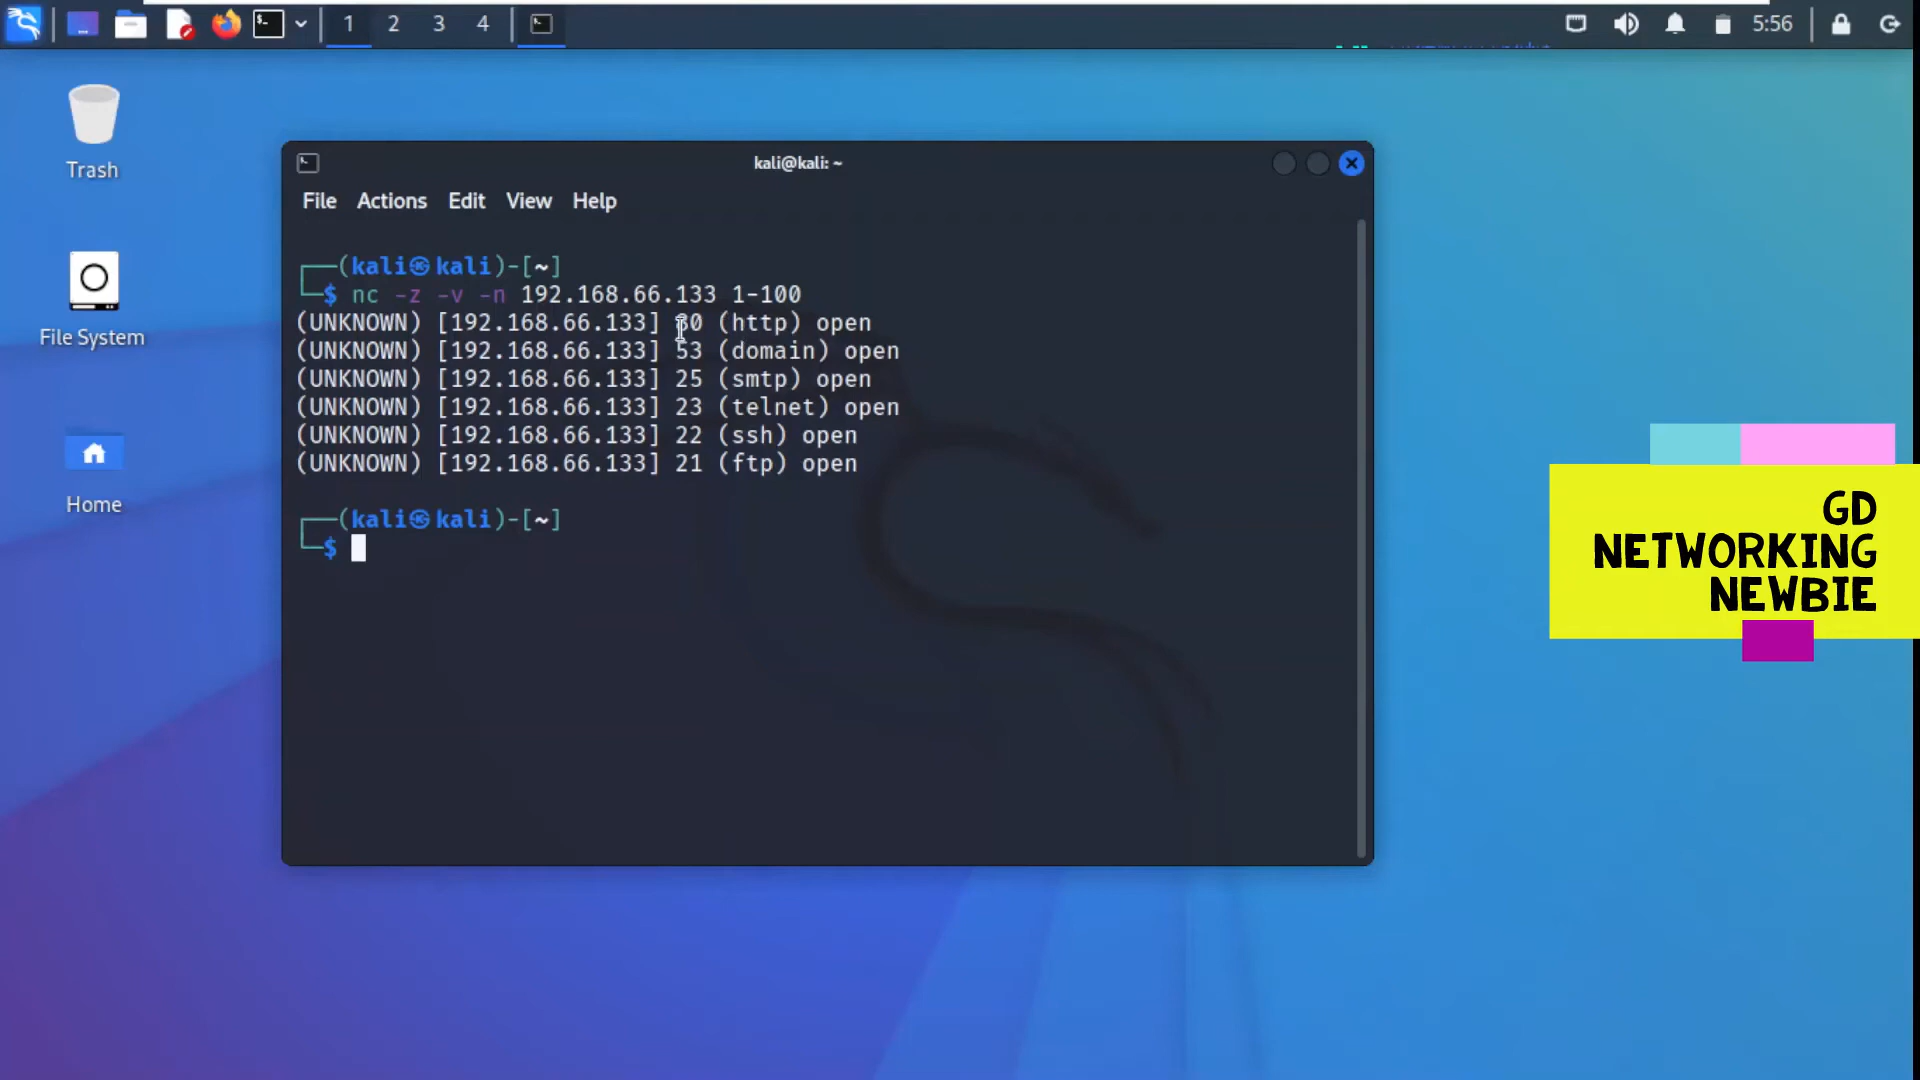 1 2 3 4
5:56
Trash
File System
Home
kali@kali: ~
File Actions Edit View Help
┌──(kali㉿kali)-[~]
└─$ nc -z -v -n 192.168.66.133 1-100
(UNKNOWN) [192.168.66.133] 80 (http) open
(UNKNOWN) [192.168.66.133] 53 (domain) open
(UNKNOWN) [192.168.66.133] 25 (smtp) open
(UNKNOWN) [192.168.66.133] 23 (telnet) open
(UNKNOWN) [192.168.66.133] 22 (ssh) open
(UNKNOWN) [192.168.66.133] 21 (ftp) open
┌──(kali㉿kali)-[~]
└─$
GD
NETWORKING
NEWBIE